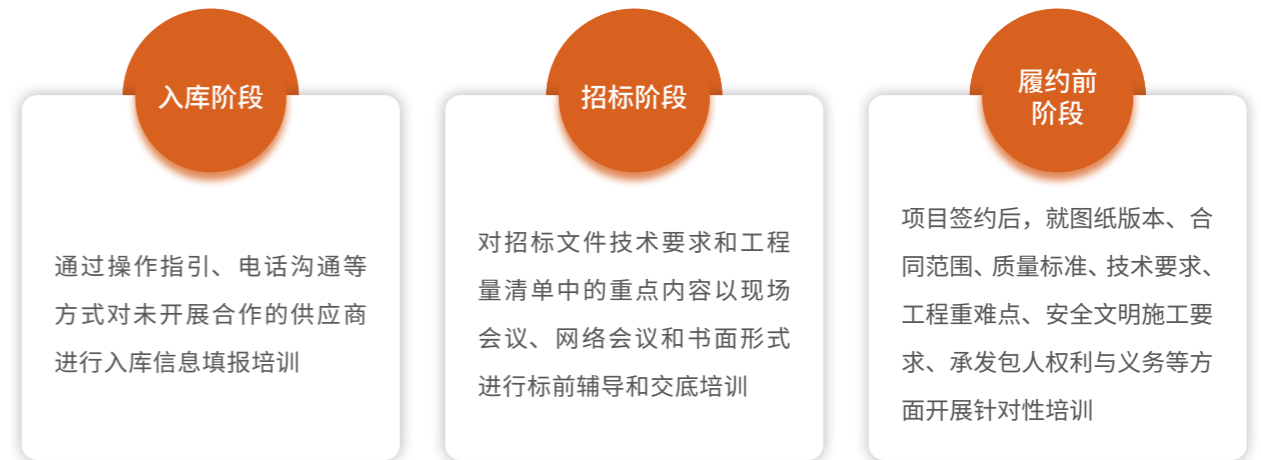 入库阶段
通过操作指引、电话沟通等
方式对未开展合作的供应商
进行入库信息填报培训
招标阶段
对招标文件技术要求和工程
量清单中的重点内容以现场
会议、网络会议和书面形式
进行标前辅导和交底培训
履约前
阶段
项目签约后，就图纸版本、合
同范围、质量标准、技术要求、
工程重难点、安全文明施工要
求、承发包人权利与义务等方
面开展针对性培训